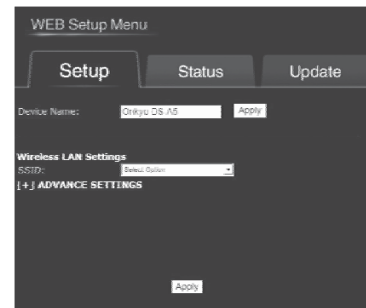 WEB Setup Menu
Setup Status Update
Device Name: Onkyo DS-A5 Apply
Wireless LAN Settings
SSID: Select Option
[+] ADVANCE SETTINGS
Apply